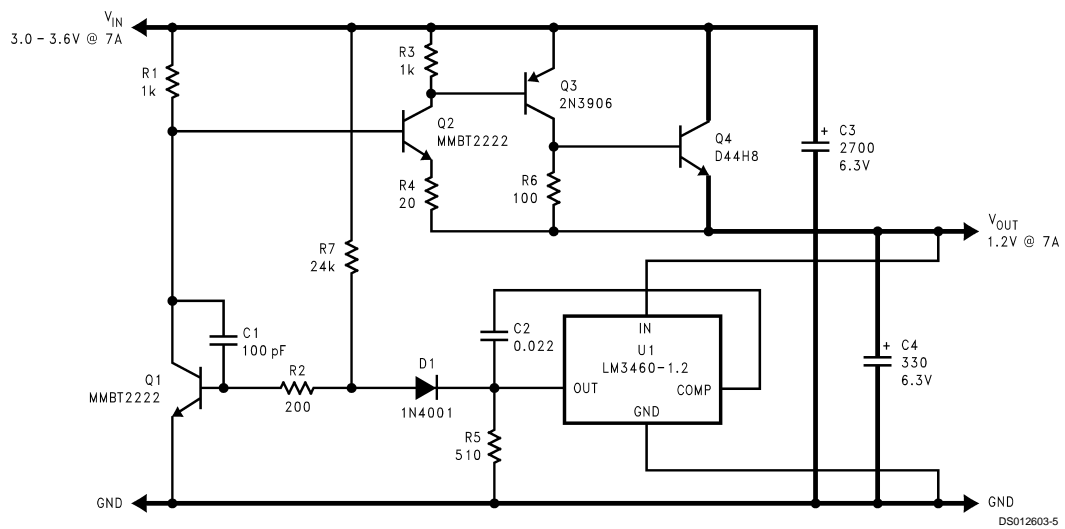 V_IN
3.0 – 3.6V @ 7A
R1
1k
R3
1k
Q3
2N3906
Q2
MMBT2222
Q4
D44H8
C3
+
2700
6.3V
R4
20
R6
100
V_OUT
1.2V @ 7A
R7
24k
C1
100 pF
C2
0.022
IN
U1
LM3460–1.2
OUT
COMP
GND
C4
+
330
6.3V
Q1
MMBT2222
R2
200
D1
1N4001
R5
510
GND
GND
DS012603-5